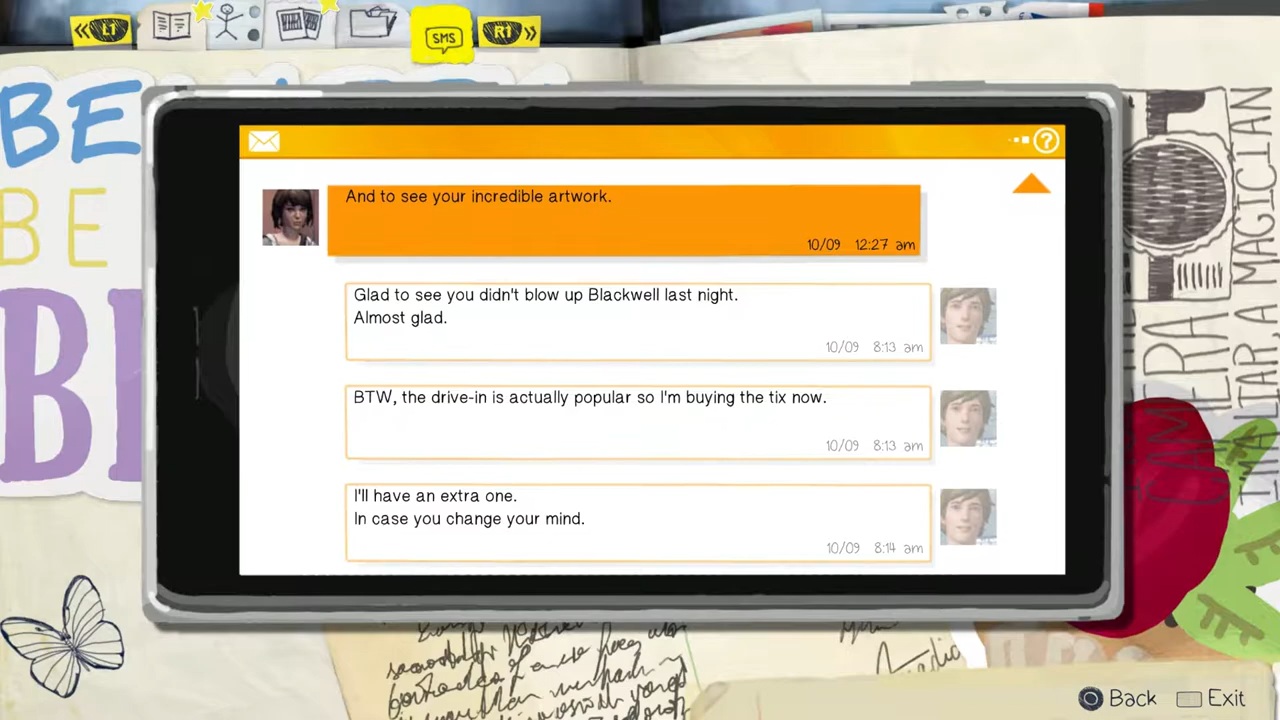 LT
SMS
R1
BE
BE
And to see your incredible artwork.
10/09 12:27 am
Glad to see you didn't blow up Blackwell last night.
Almost glad.
10/09 8:13 am
BTW, the drive-in is actually popular so I'm buying the tix now.
10/09 8:13 am
I'll have an extra one.
In case you change your mind.
10/09 8:14 am
CAMERA
I'M A LIAR, A MAGICIAN
Back
Exit